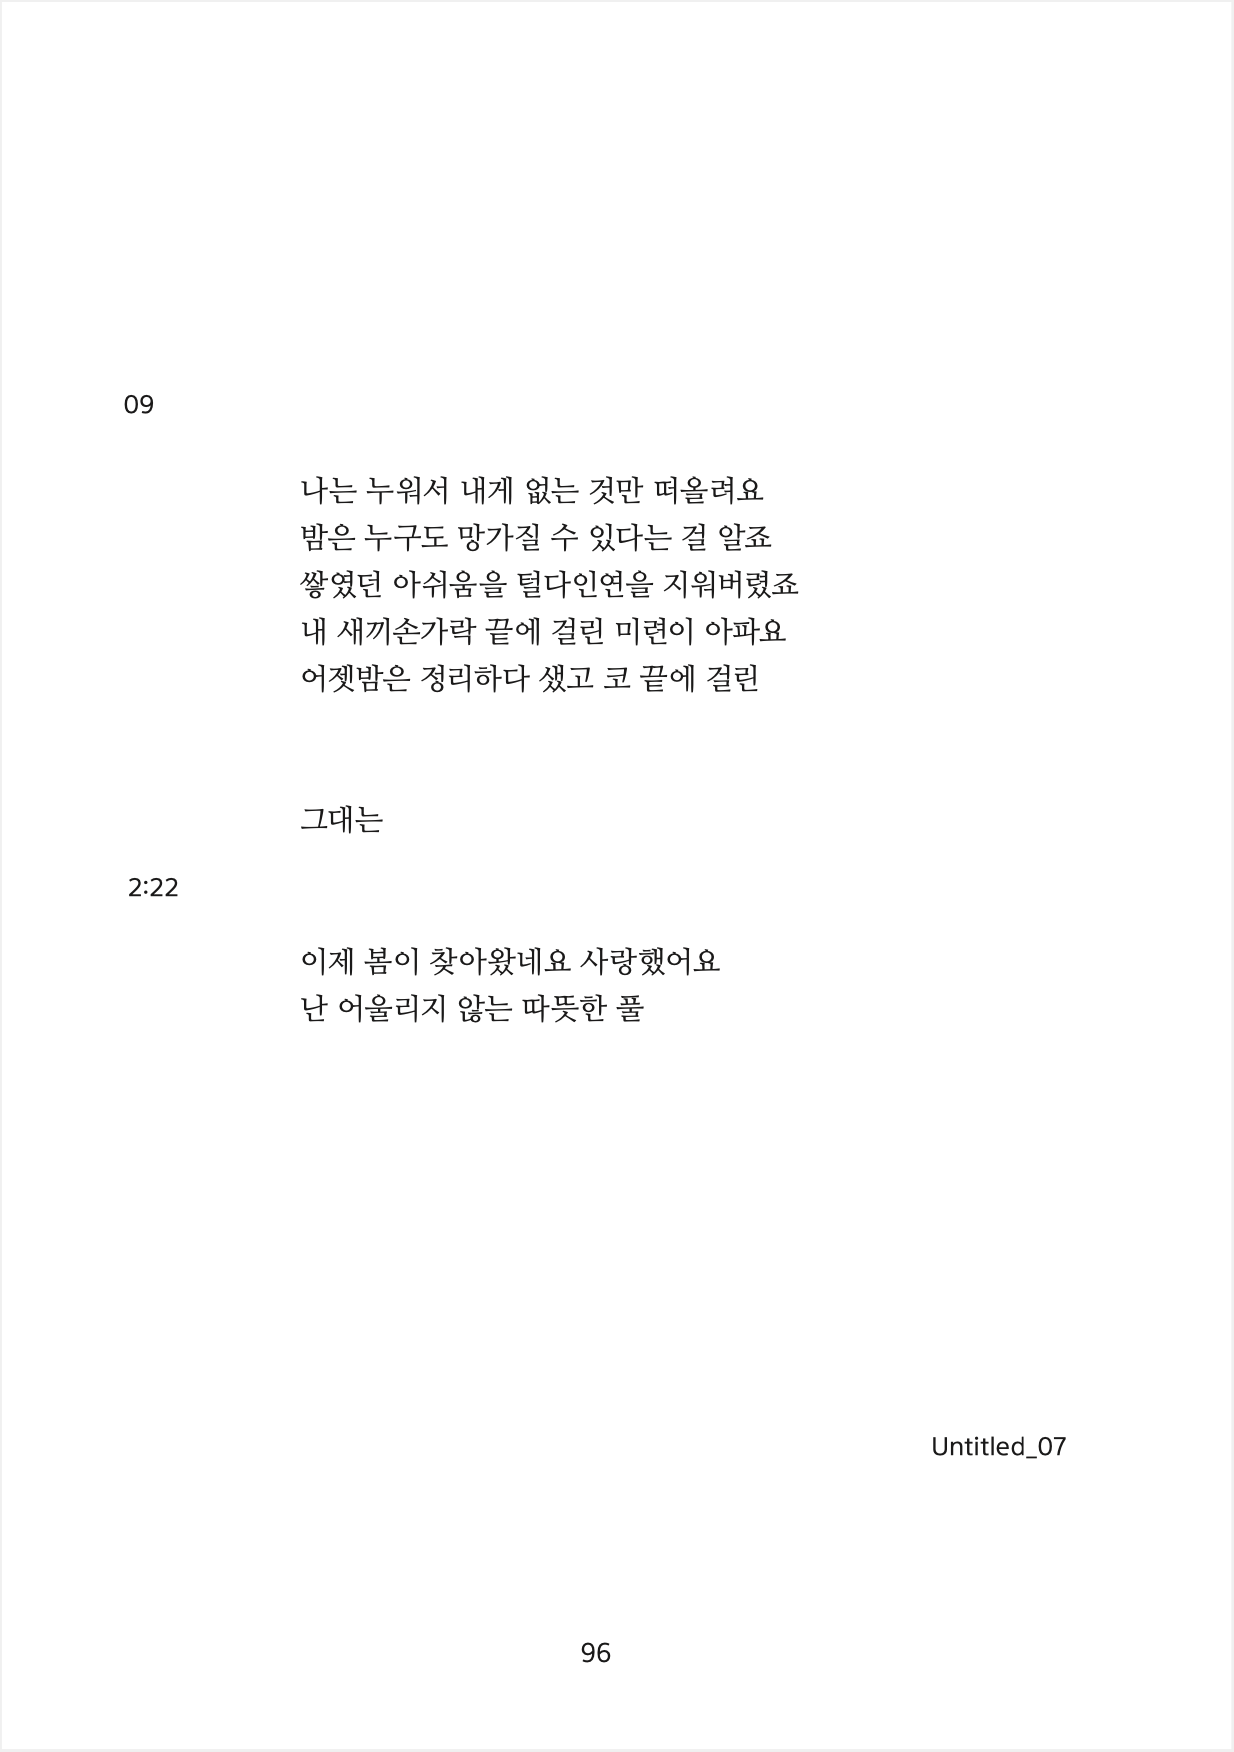 09
나는 누워서 내게 없는 것만 떠올려요
밤은 누구도 망가질 수 있다는 걸 알죠
쌓였던 아쉬움을 털다인연을 지워버렸죠
내 새끼손가락 끝에 걸린 미련이 아파요
어젯밤은 정리하다 샜고 코 끝에 걸린
그대는
2:22
이제 봄이 찾아왔네요 사랑했어요
난 어울리지 않는 따뜻한 풀
Untitled_07
96